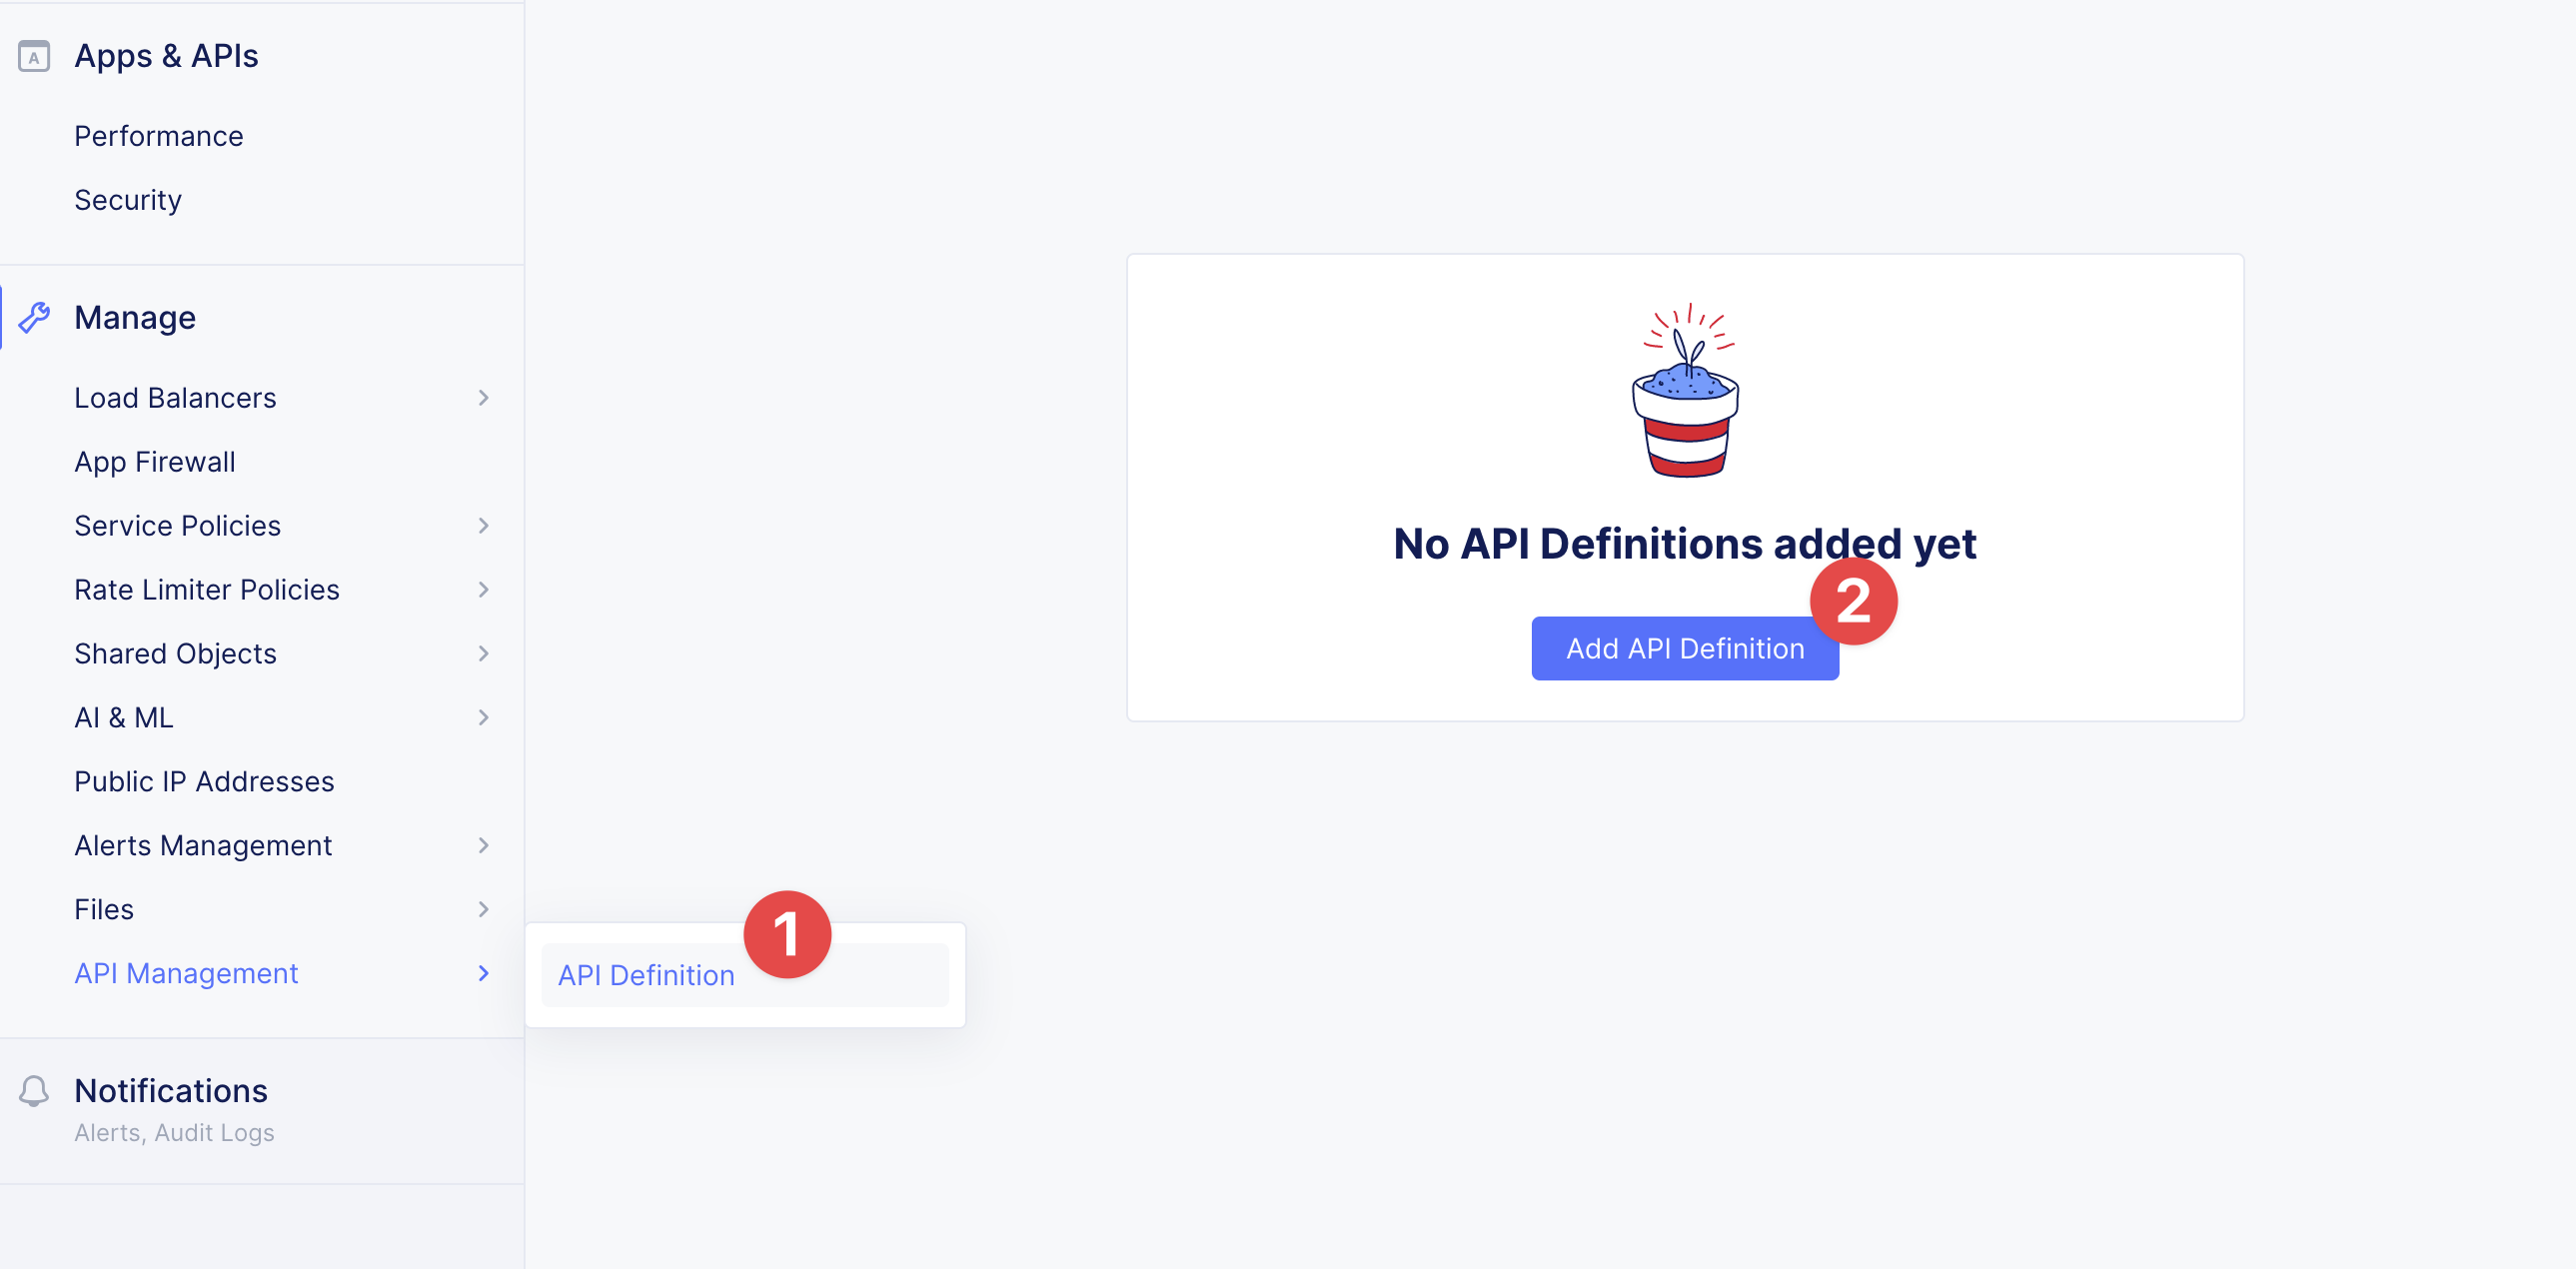 A
Apps & APIs
Performance
Security
Manage
Load Balancers
App Firewall
Service Policies
Rate Limiter Policies
Shared Objects
AI & ML
Public IP Addresses
Alerts Management
Files
API Management
1
API Definition
Notifications
Alerts, Audit Logs
No API Definitions added yet
2
Add API Definition